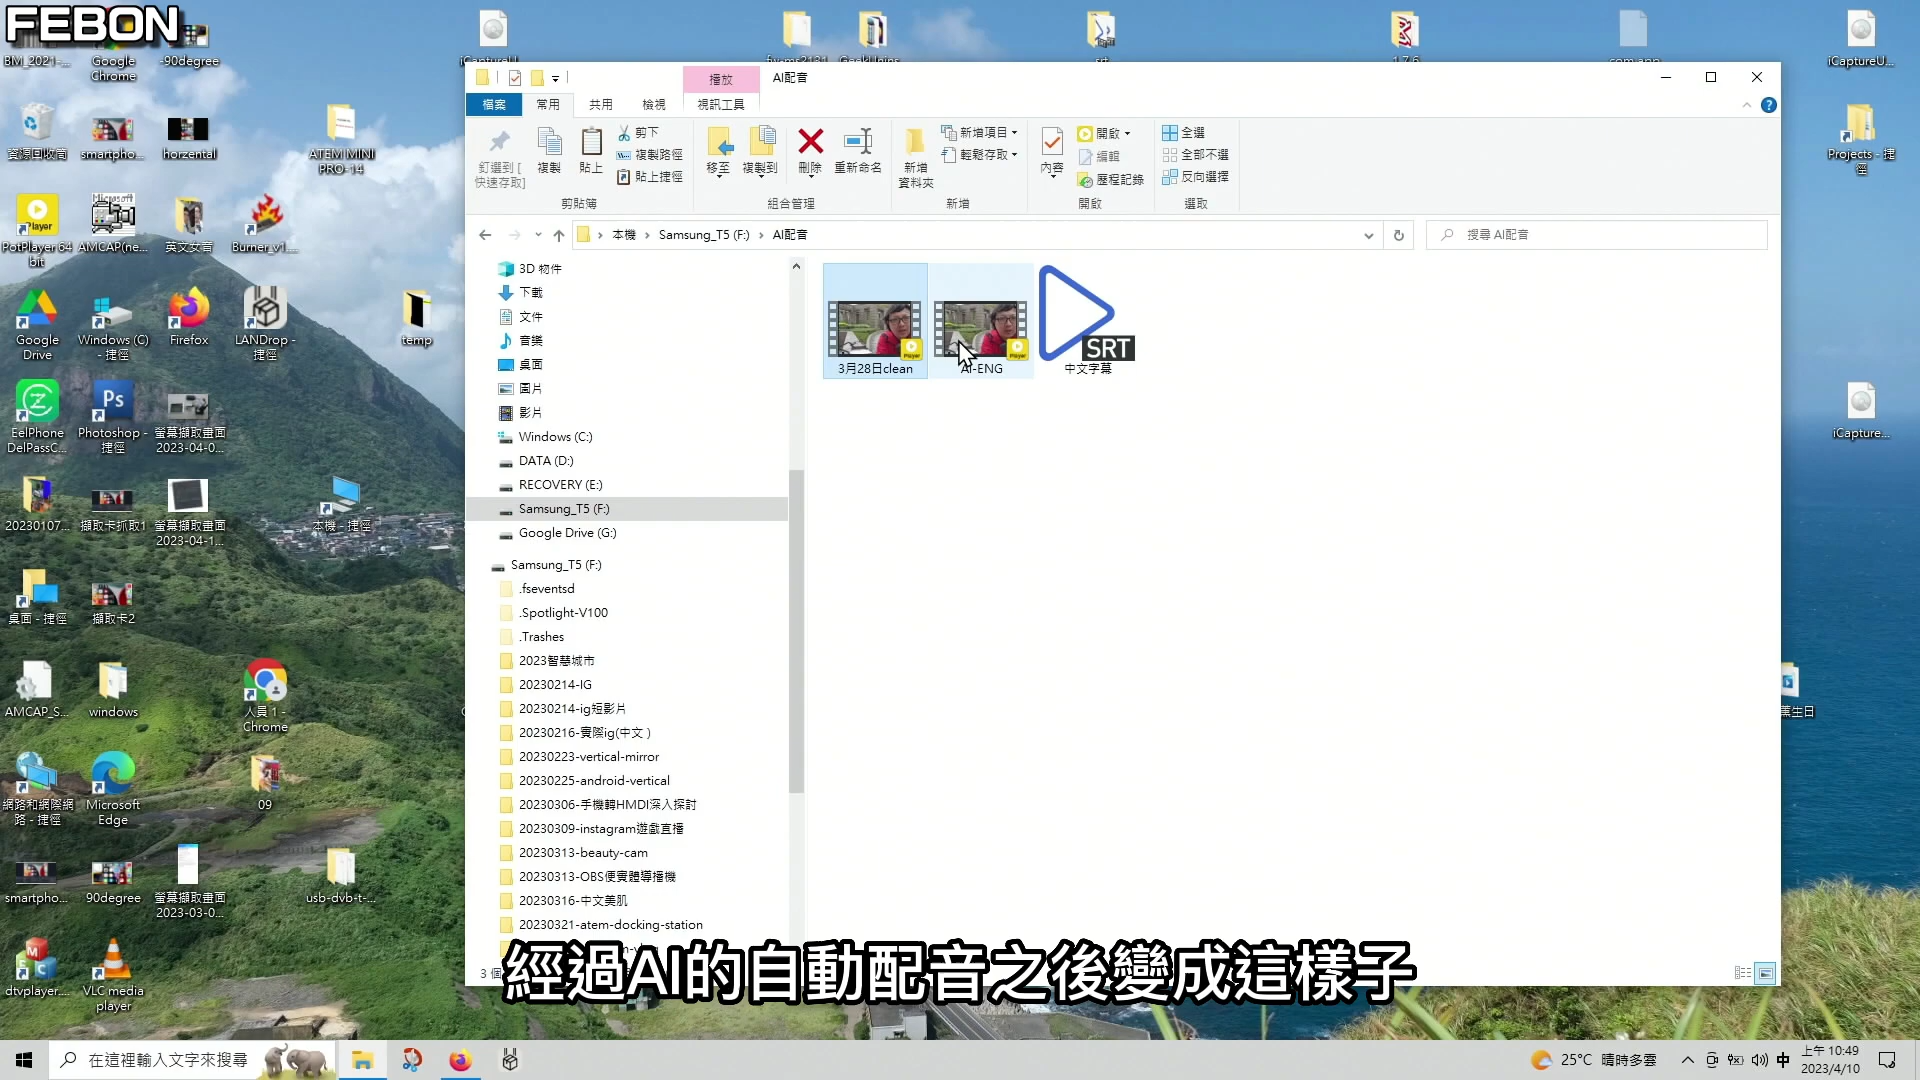 FEBON
BM_2021-...
Google Chrome
-90degree
iCaptureU...
fw-ms2131
GeekUnins...
srt
1.7.6
com.app...
iCaptureU...
資源回收筒
smartpho...
horzental
ATEM MINI PRO-14
Projects - 捷徑
PotPlayer 64 bit
AMCAP(ne...
英文女音
Burner_v1....
Google Drive
Windows (C) - 捷徑
Firefox
LANDrop - 捷徑
temp
EelPhone DelPassC...
Photoshop - 捷徑
螢幕擷取畫面 2023-04-0...
iCapture...
20230107...
擷取卡抓取1
螢幕擷取畫面 2023-04-1...
本機 - 捷徑
桌面 - 捷徑
擷取卡2
AMCAP_S...
windows
人員 1 - Chrome
網路和網際網路 - 捷徑
Microsoft Edge
09
smartpho...
90degree
螢幕擷取畫面 2023-03-0...
usb-dvb-t-...
dtvplayer....
VLC media player
播放
AI配音
檔案
常用
共用
檢視
視訊工具
釘選到 [快速存取]
複製
貼上
剪下
複製路徑
貼上捷徑
剪貼簿
移至
複製到
刪除
重新命名
組合管理
新增資料夾
新增項目
輕鬆存取
新增
內容
開啟
編輯
歷程記錄
開啟
全選
全部不選
反向選擇
選取
本機 › Samsung_T5 (F:) › AI配音
搜尋 AI配音
3D 物件
下載
文件
音樂
桌面
圖片
影片
Windows (C:)
DATA (D:)
RECOVERY (E:)
Samsung_T5 (F:)
Google Drive (G:)
Samsung_T5 (F:)
.fseventsd
.Spotlight-V100
.Trashes
2023智慧城市
20230214-IG
20230214-ig短影片
20230216-實際ig(中文 )
20230223-vertical-mirror
20230225-android-vertical
20230306-手機轉HMDI深入探討
20230309-instagram遊戲直播
20230313-beauty-cam
20230313-OBS便實體導播機
20230316-中文美肌
20230321-atem-docking-station
3月28日clean
AI-ENG
SRT
中文字幕
3 個
經過AI的自動配音之後變成這樣子
在這裡輸入文字來搜尋
25°C 晴時多雲
中
上午 10:49
2023/4/10